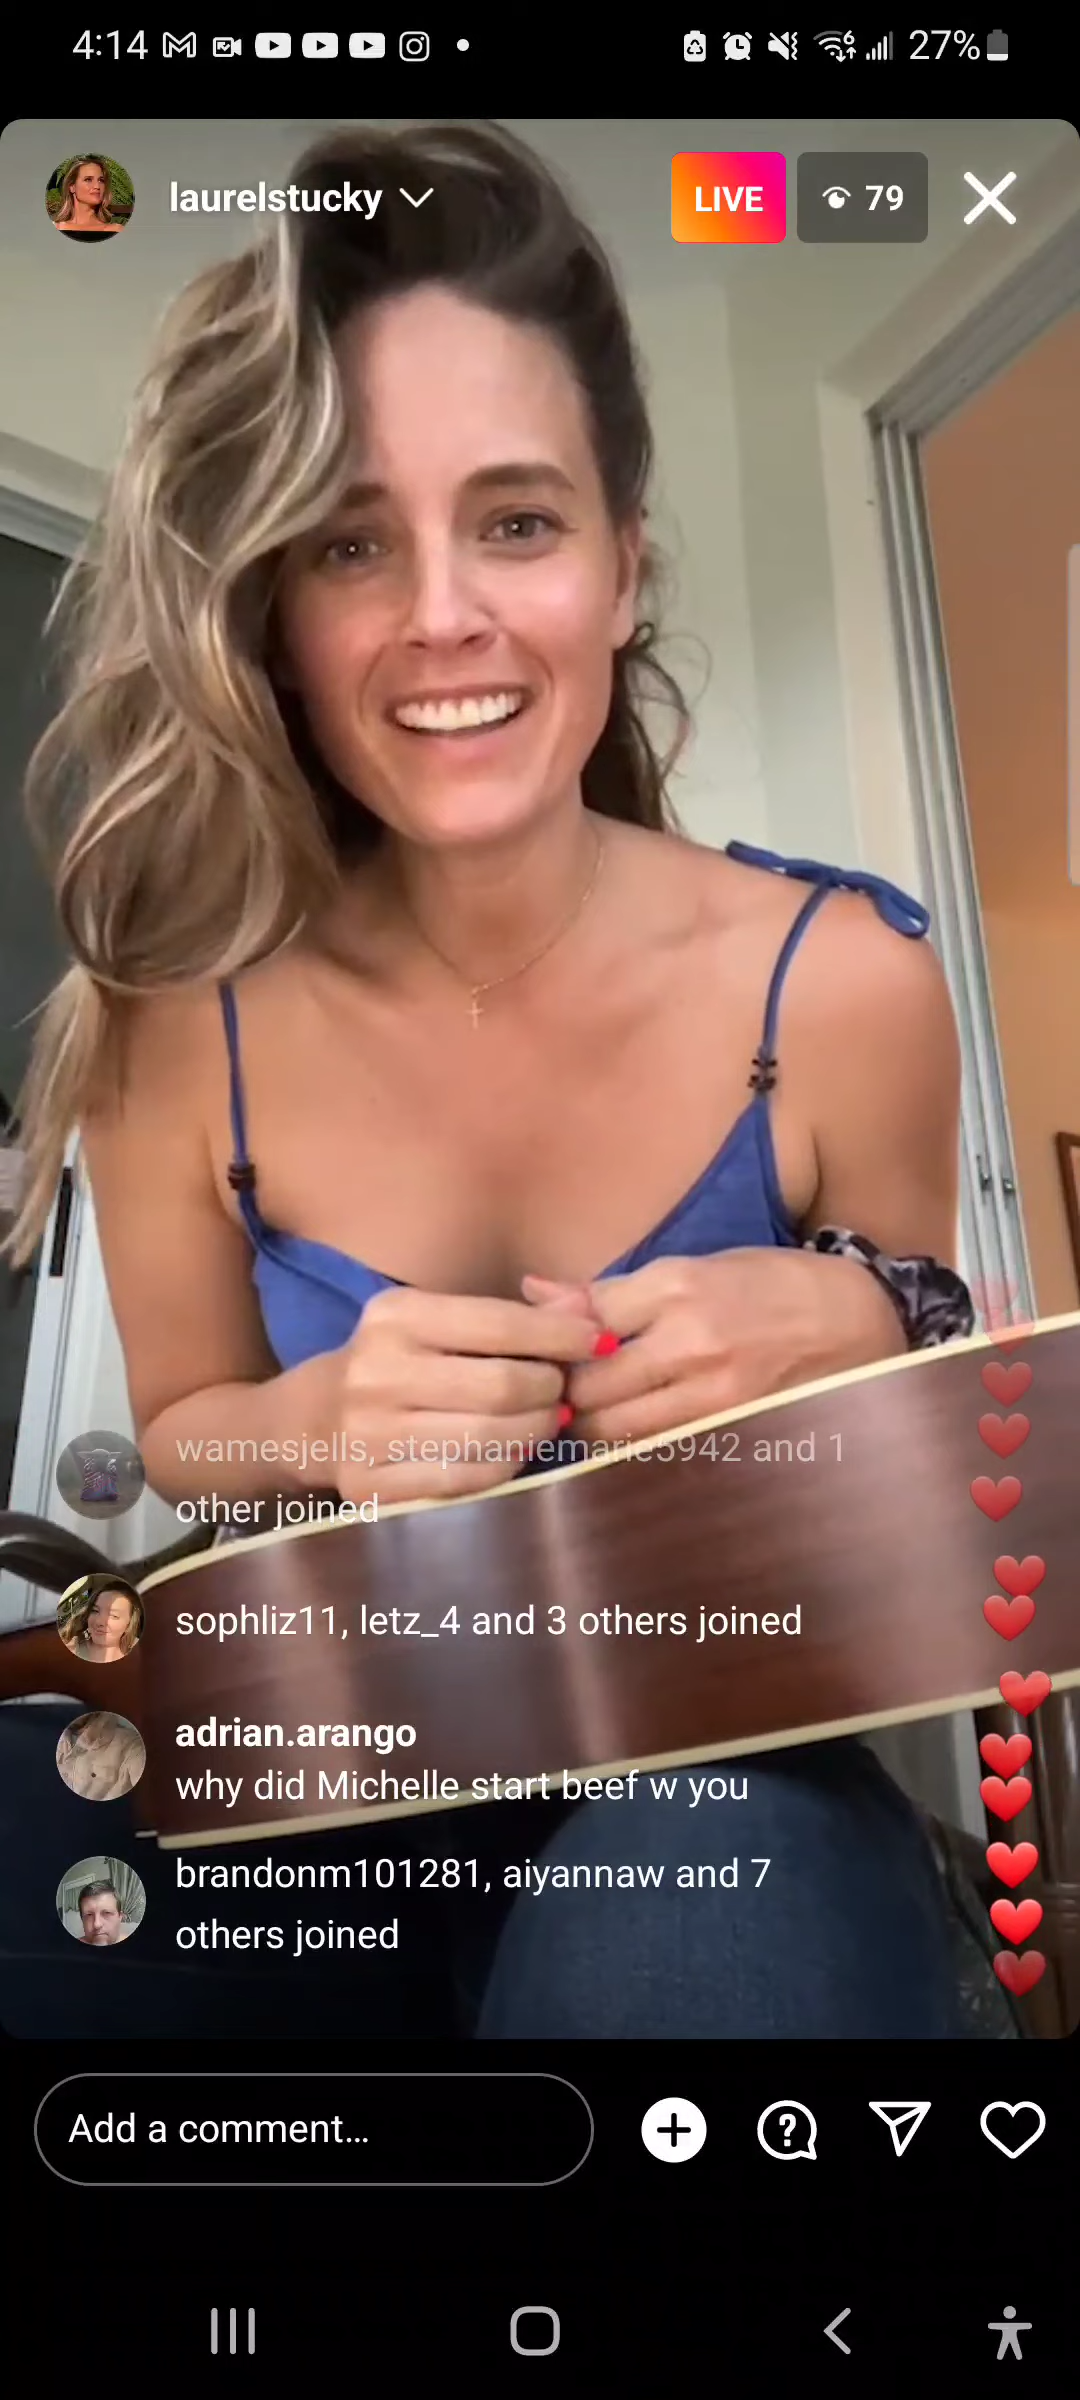 4:14
27%
laurelstucky
LIVE
79
wamesjells, stephaniemarie5942 and 1
other joined
sophliz11, letz_4 and 3 others joined
adrian.arango
why did Michelle start beef w you
brandonm101281, aiyannaw and 7
others joined
Add a comment...